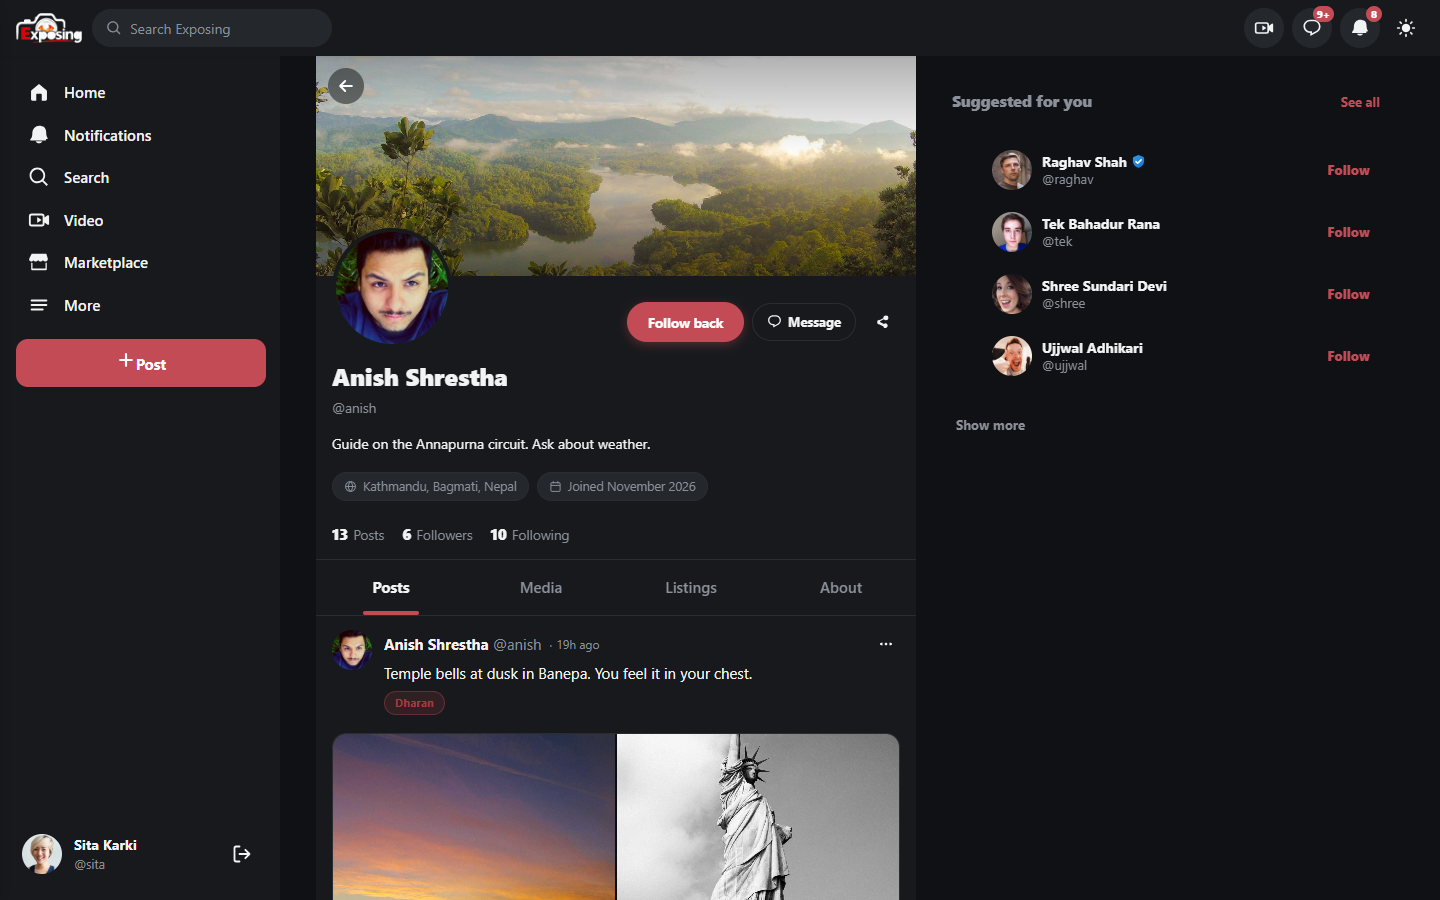 Exposing
Search Exposing
9+
8
Home
Notifications
Search
Video
Marketplace
More
Post
Sita Karki
@sita
Follow back
Message
Anish Shrestha
@anish
Guide on the Annapurna circuit. Ask about weather.
Kathmandu, Bagmati, Nepal
Joined November 2026
13 Posts 6 Followers 10 Following
Posts
Media
Listings
About
Anish Shrestha @anish · 19h ago
Temple bells at dusk in Banepa. You feel it in your chest.
Dharan
Suggested for you
See all
Raghav Shah
@raghav
Follow
Tek Bahadur Rana
@tek
Follow
Shree Sundari Devi
@shree
Follow
Ujjwal Adhikari
@ujjwal
Follow
Show more